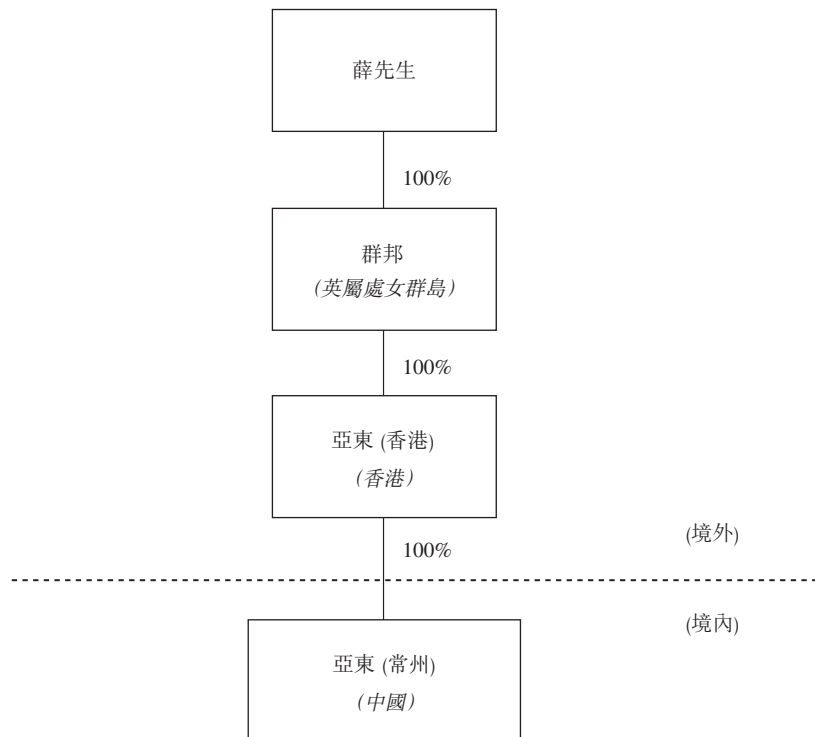 薛先生
100%
群邦
（英屬處女群島）
100%
亞東 (香港)
（香港）
100%
(境外)
(境內)
亞東 (常州)
（中國）